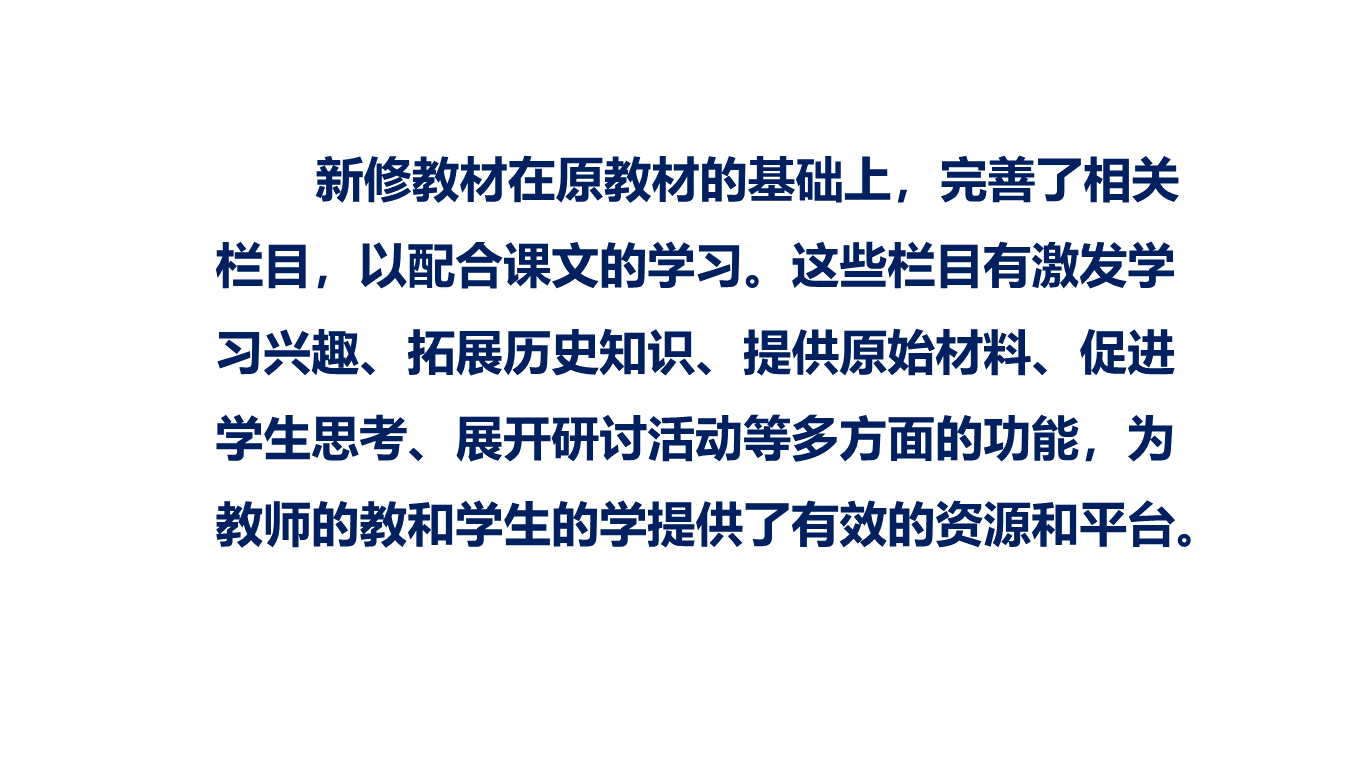 新修教材在原教材的基础上，完善了相关
栏目，以配合课文的学习。这些栏目有激发学
习兴趣、拓展历史知识、提供原始材料、促进
学生思考、展开研讨活动等多方面的功能，为
教师的教和学生的学提供了有效的资源和平台。